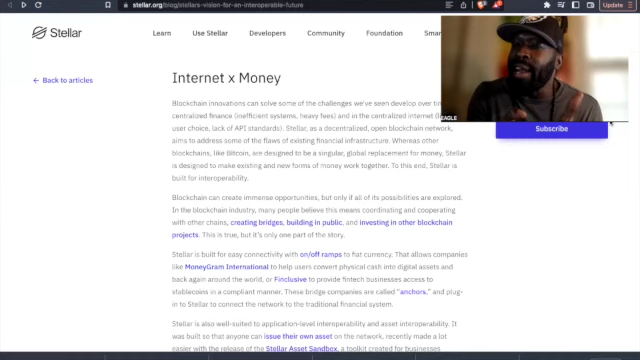 stellar.org/blog/stellars-vision-for-an-interoperable-future
Update
Stellar
Learn
Use Stellar
Developers
Community
Foundation
Back to articles
Internet x Money
Blockchain innovations can solve some of the challenges we've seen develop over
centralized finance (inefficient systems, heavy fees) and in the centralized internet
user choice, lack of API standards). Stellar, as a decentralized, open blockchain network,
aims to address some of the flaws of existing financial infrastructure. Whereas other
blockchains, like Bitcoin, are designed to be a singular, global replacement for money, Stellar
is designed to make existing and new forms of money work together. To this end, Stellar is
built for interoperability.
Blockchain can create immense opportunities, but only if all of its possibilities are explored.
In the blockchain industry, many people believe this means coordinating and cooperating
with other chains, creating bridges, building in public, and investing in other blockchain
projects. This is true, but it's only one part of the story.
Stellar is built for easy connectivity with on/off ramps to fiat currency. That allows companies
like MoneyGram International to help users convert physical cash into digital assets and
back again around the world, or Finclusive to provide fintech businesses access to
stablecoins in a compliant manner. These bridge companies are called "anchors," and plug-
in to Stellar to connect the network to the traditional financial system.
Stellar is also well-suited to application-level interoperability and asset interoperability. It
was built so that anyone can issue their own asset on the network, recently made a lot
easier with the release of the Stellar Asset Sandbox, a toolkit created for businesses
EAGLE
Subscribe